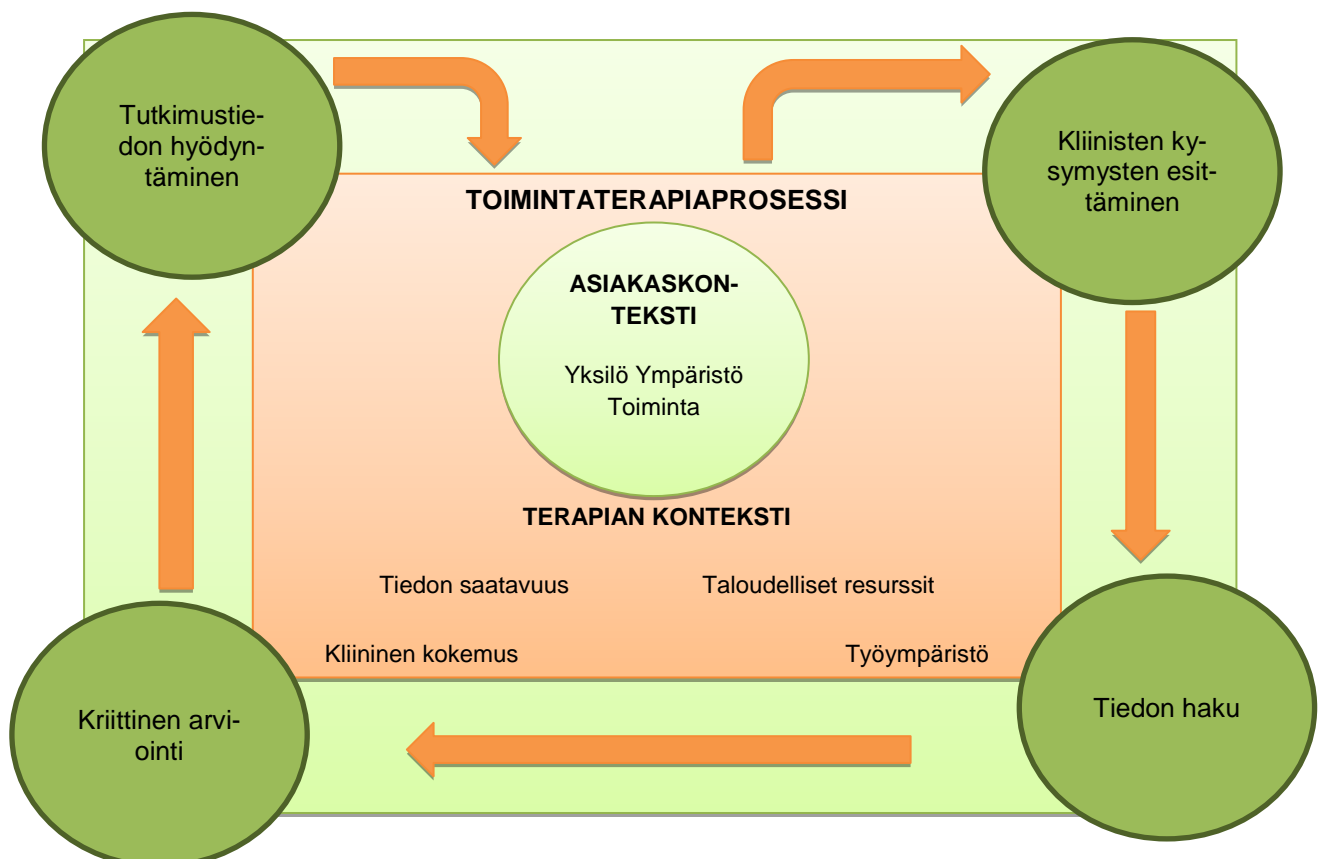 Tutkimustie-
don hyödyn-
täminen
Kliinisten ky-
symysten esit-
täminen
TOIMINTATERAPIAPROSESSI
ASIAKASKON-
TEKSTI
Yksilö Ympäristö
Toiminta
TERAPIAN KONTEKSTI
Tiedon saatavuus
Taloudelliset resurssit
Kliininen kokemus
Työympäristö
Kriittinen arvi-
ointi
Tiedon haku